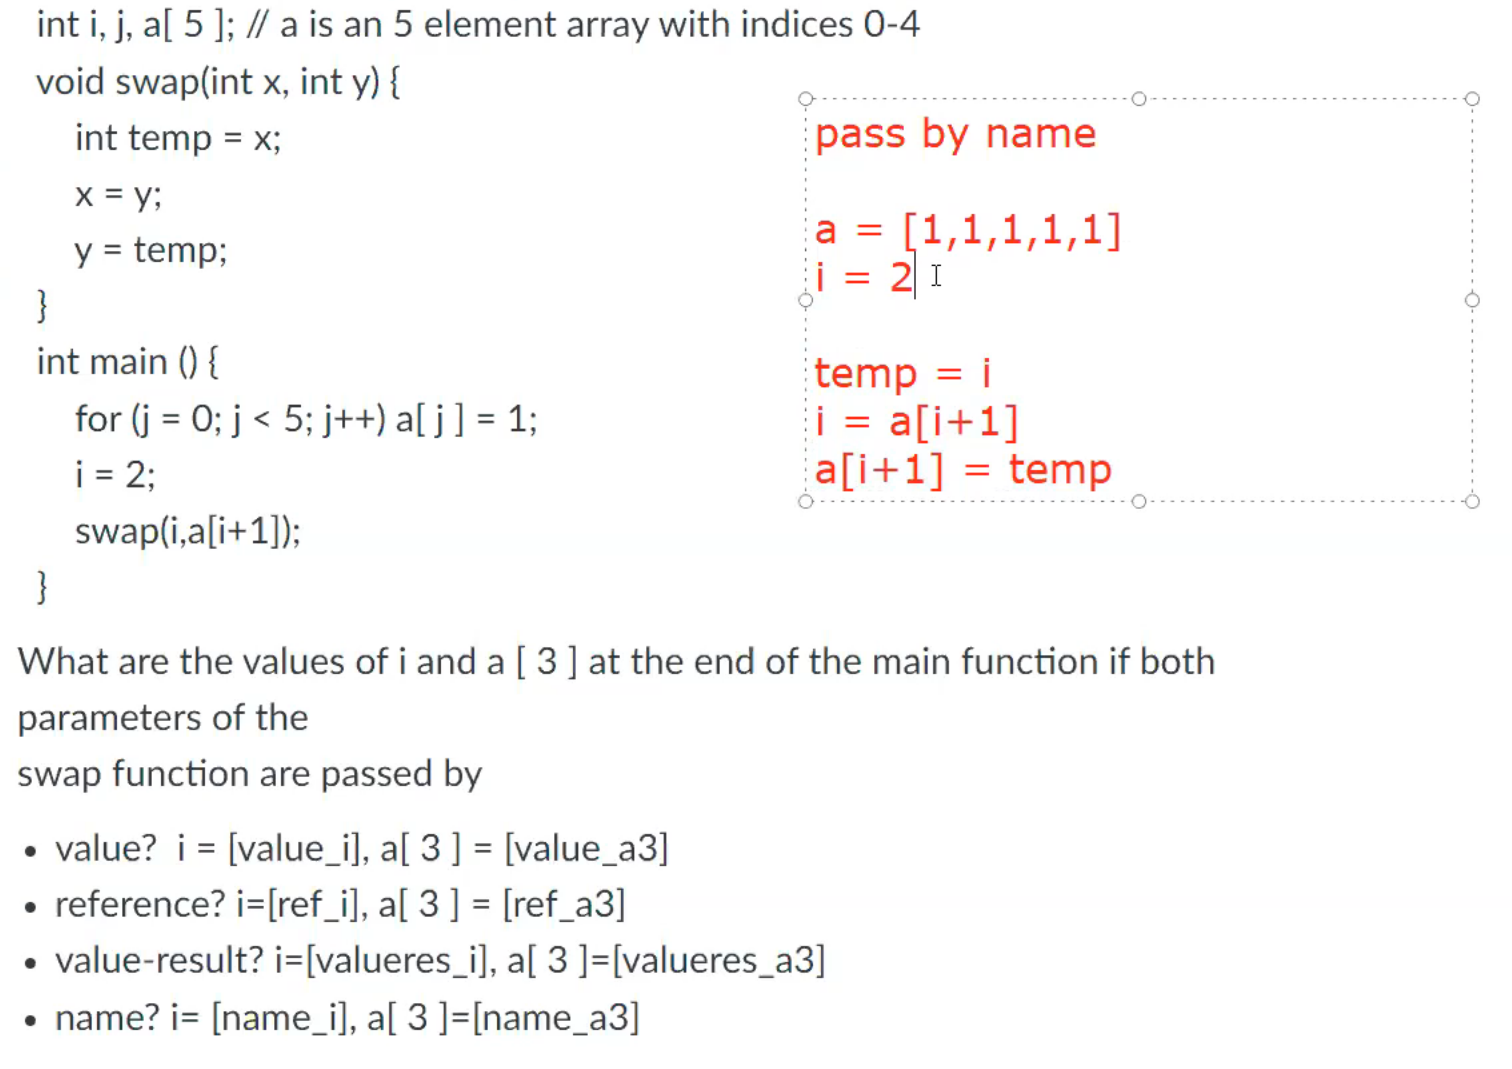 int i, j, a[ 5 ]; // a is an 5 element array with indices 0-4
void swap(int x, int y) {
int temp = x;
x = y;
y = temp;
}
int main () {
for (j = 0; j < 5; j++) a[ j ] = 1;
i = 2;
swap(i,a[i+1]);
}
pass by name
a = [1,1,1,1,1]
i = 2
temp = i
i = a[i+1]
a[i+1] = temp
What are the values of i and a [ 3 ] at the end of the main function if both
parameters of the
swap function are passed by
• value?  i = [value_i], a[ 3 ] = [value_a3]
• reference? i=[ref_i], a[ 3 ] = [ref_a3]
• value-result? i=[valueres_i], a[ 3 ]=[valueres_a3]
• name? i= [name_i], a[ 3 ]=[name_a3]